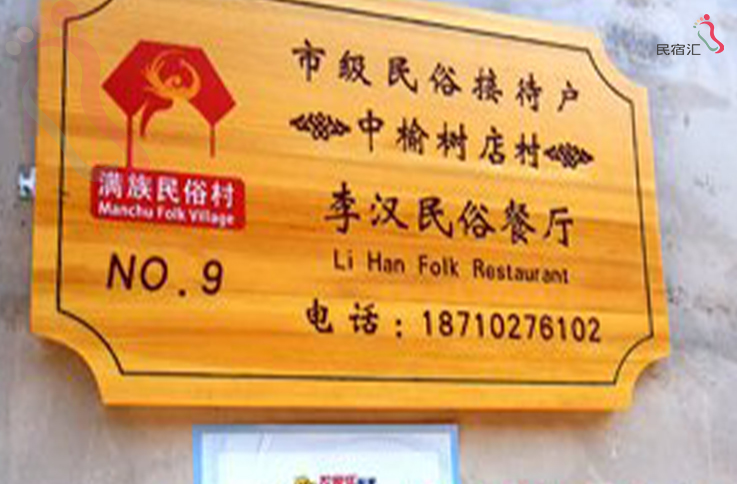 民宿汇
市级民俗接待户
中榆树店村
满族民俗村
Manchu Folk Village
李汉民俗餐厅
Li Han Folk Restaurant
NO.9
电话：18710276102